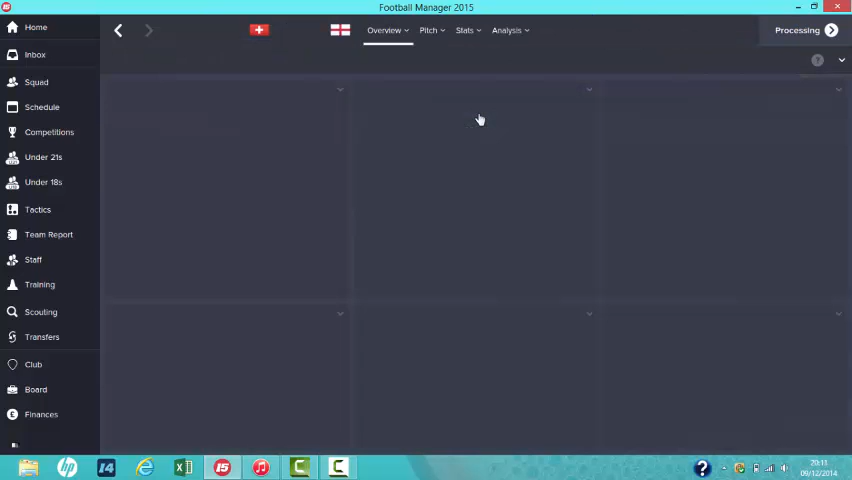 Football Manager 2015
Home
Overview
Pitch
Stats
Analysis
Processing
Inbox
Squad
Schedule
Competitions
Under 21s
Under 18s
Tactics
Team Report
Staff
Training
Scouting
Transfers
Club
Board
Finances
20:11
09/12/2014